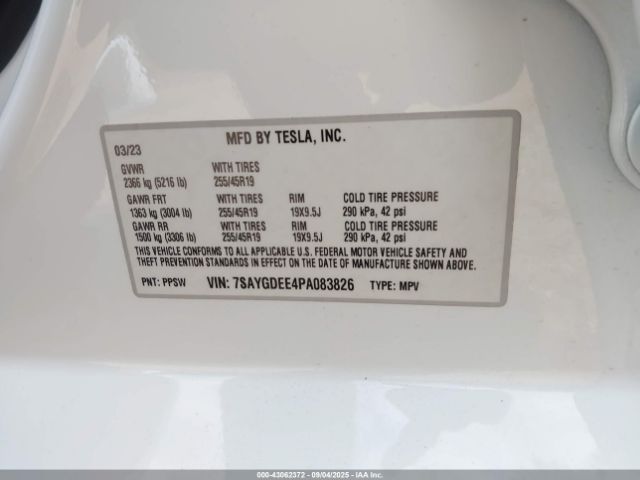 MFD BY TESLA, INC.
03/23
GVWR WITH TIRES
2366 kg (5216 lb) 255/45R19
GAWR FRT WITH TIRES RIM COLD TIRE PRESSURE
1363 kg (3004 lb) 255/45R19 19X9.5J 290 kPa, 42 psi
GAWR RR WITH TIRES RIM COLD TIRE PRESSURE
1500 kg (3306 lb) 255/45R19 19X9.5J 290 kPa, 42 psi
THIS VEHICLE CONFORMS TO ALL APPLICABLE U.S. FEDERAL MOTOR VEHICLE SAFETY AND
THEFT PREVENTION STANDARDS IN EFFECT ON THE DATE OF MANUFACTURE SHOWN ABOVE.
PNT: PPSW VIN: 7SAYGDEE4PA083826 TYPE: MPV
000-43062372 - 09/04/2025 - IAA Inc.